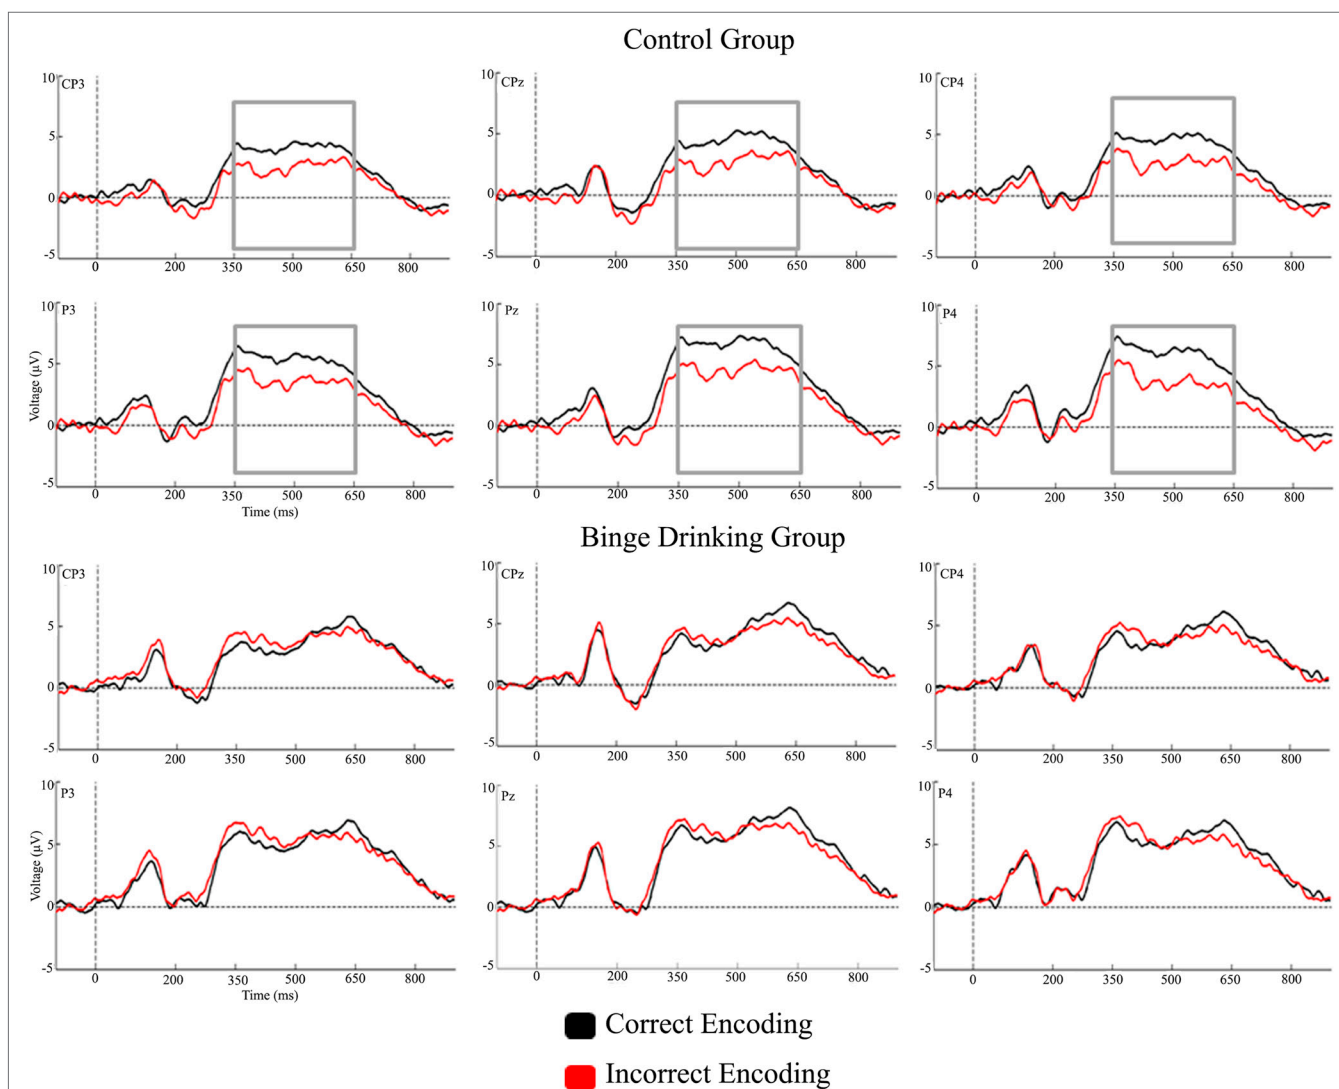 Control Group
10 CP3 10 CPz 10 CP4
5 5 5
0 0 0
-5 -5 -5
0 200 350 500 650 800 0 200 350 500 650 800 0 200 350 500 650 800
10 P3 10 Pz 10 P4
5 5 5
Voltage (µV)
0 0 0
-5 -5 -5
0 200 350 500 650 800 0 200 350 500 650 800 0 200 350 500 650 800
Time (ms)
Binge Drinking Group
10 CP3 10 CPz 10 CP4
5 5 5
0 0 0
-5 -5 -5
0 200 350 500 650 800 0 200 350 500 650 800 0 200 350 500 650 800
10 P3 10 Pz 10 P4
5 5 5
Voltage (µV)
0 0 0
-5 -5 -5
0 200 350 500 650 800 0 200 350 500 650 800 0 200 350 500 650 800
Time (ms)
Correct Encoding
Incorrect Encoding